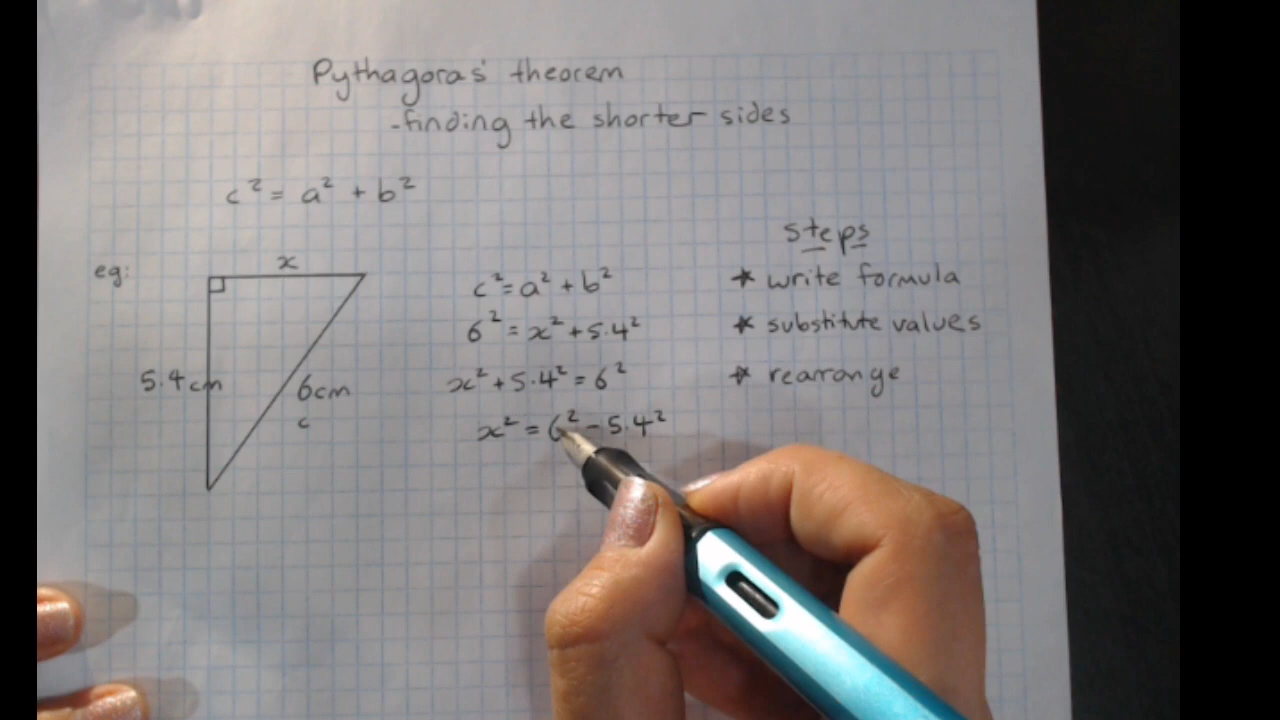 Pythagoras' theorem
-finding the shorter sides
c² = a² + b²
eg:
x
5.4cm
6cm
c
c² = a² + b²
6² = x² + 5.4²
x² + 5.4² = 6²
x² = 6² - 5.4²
steps
* write formula
* substitute values
* rearrange